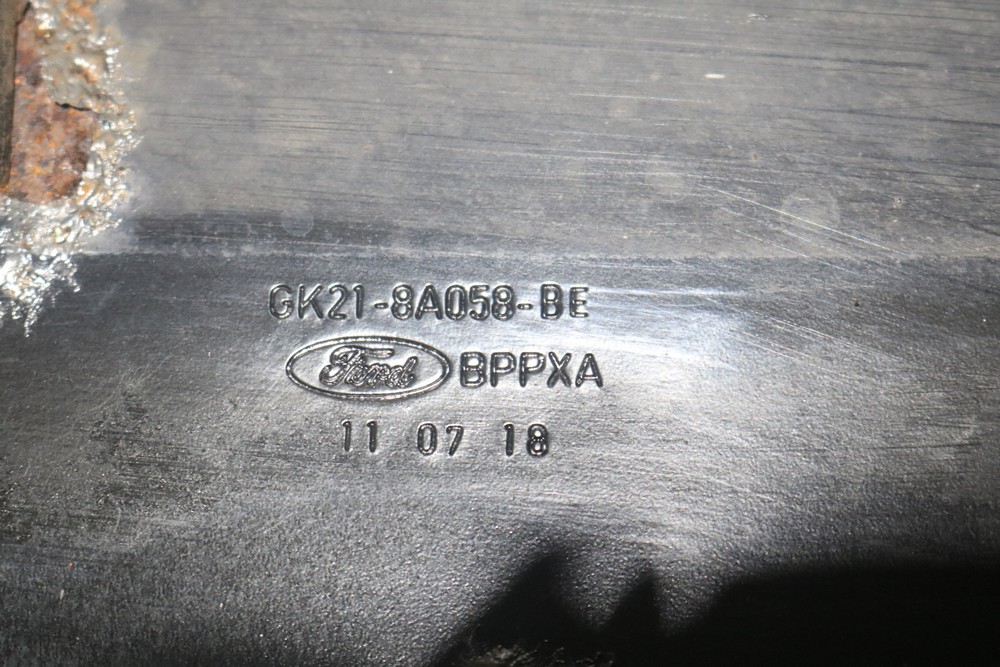 GK21-8A058-BE
Ford BPPXA
11 07 18